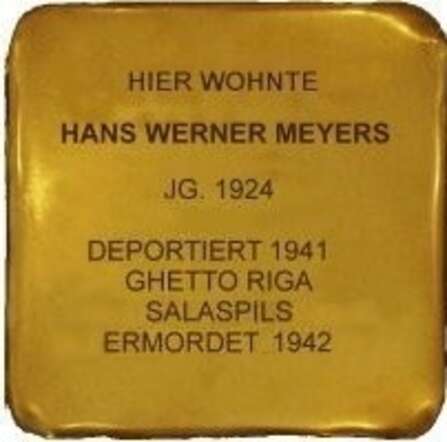 HIER WOHNTE
HANS WERNER MEYERS
JG. 1924
DEPORTIERT 1941
GHETTO RIGA
SALASPILS
ERMORDET 1942